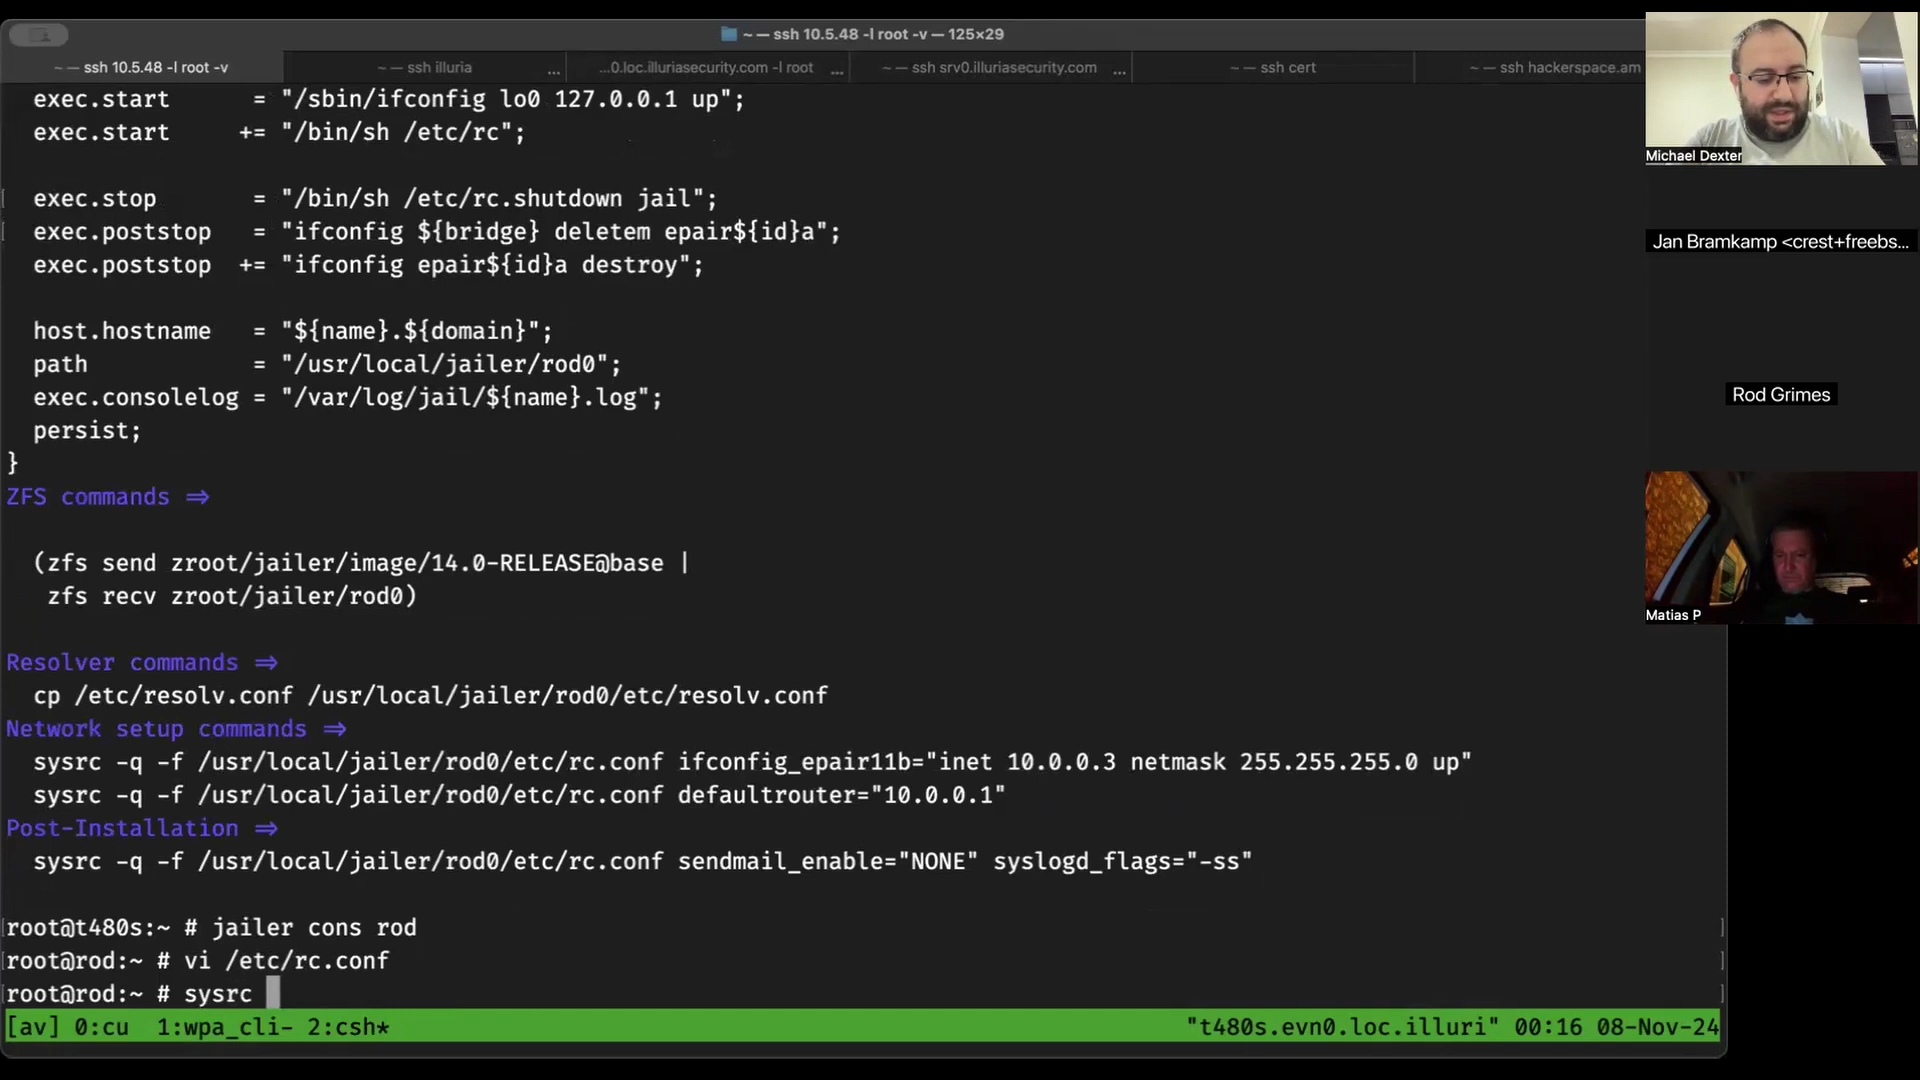 ~ — ssh 10.5.48 -l root -v — 125×29
~ — ssh 10.5.48 -l root -v
~ — ssh illuria ...
...0.loc.illuriasecurity.com -l root ...
~ — ssh srv0.illuriasecurity.com ...
~ — ssh cert
~ — ssh hackerspace.am
exec.start = "/sbin/ifconfig lo0 127.0.0.1 up";
exec.start += "/bin/sh /etc/rc";
exec.stop = "/bin/sh /etc/rc.shutdown jail";
exec.poststop = "ifconfig ${bridge} deletem epair${id}a";
exec.poststop += "ifconfig epair${id}a destroy";
host.hostname = "${name}.${domain}";
path = "/usr/local/jailer/rod0";
exec.consolelog = "/var/log/jail/${name}.log";
persist;
}
ZFS commands ⇒
(zfs send zroot/jailer/image/14.0-RELEASE@base |
zfs recv zroot/jailer/rod0)
Resolver commands ⇒
cp /etc/resolv.conf /usr/local/jailer/rod0/etc/resolv.conf
Network setup commands ⇒
sysrc -q -f /usr/local/jailer/rod0/etc/rc.conf ifconfig_epair11b="inet 10.0.0.3 netmask 255.255.255.0 up"
sysrc -q -f /usr/local/jailer/rod0/etc/rc.conf defaultrouter="10.0.0.1"
Post-Installation ⇒
sysrc -q -f /usr/local/jailer/rod0/etc/rc.conf sendmail_enable="NONE" syslogd_flags="-ss"
[root@t480s:~ # jailer cons rod ]
[root@rod:~ # vi /etc/rc.conf ]
[root@rod:~ # sysrc ]
[av] 0:cu 1:wpa_cli- 2:csh* "t480s.evn0.loc.illuri" 00:16 08-Nov-24
Michael Dexter
Jan Bramkamp <crest+freebs...
Rod Grimes
Matias P